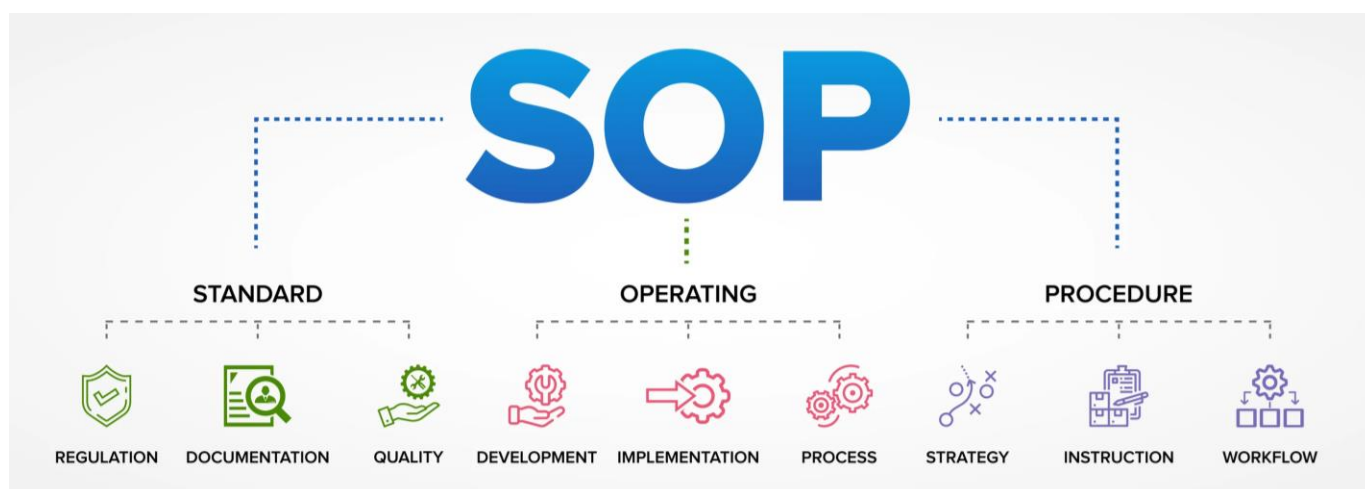 SOP
STANDARD OPERATING PROCEDURE
REGULATION DOCUMENTATION QUALITY DEVELOPMENT IMPLEMENTATION PROCESS STRATEGY INSTRUCTION WORKFLOW